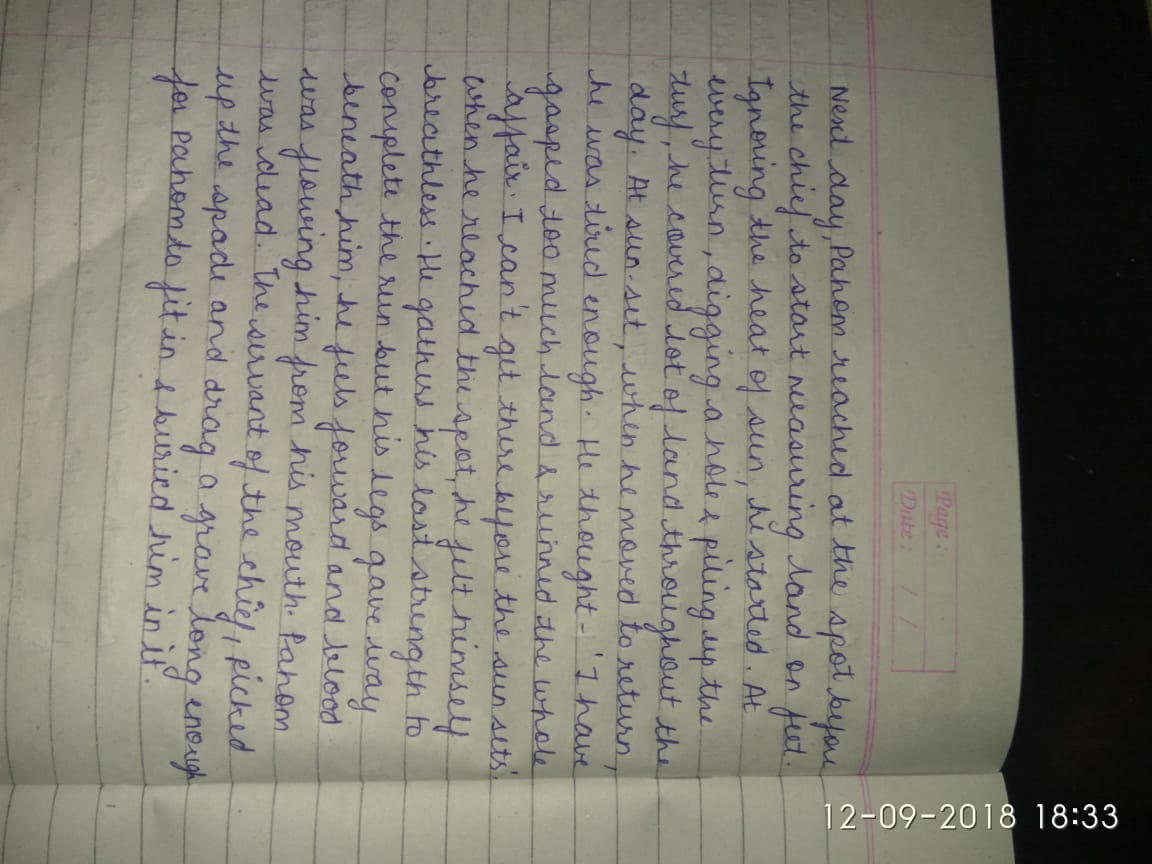 12-09-2018 18:33
Page :
Date : / /
Next day, Pahom reached at the spot before
the chief to start measuring land on feet.
Ignoring the heat of sun, he started. At
every turn, digging a hole & piling up the
turf, he covered lot of land throughout the
day. At sun-set, when he moved to return,
he was tired enough. He thought - 'I have
gasped too much land & ruinned the whole
affair. I can't get there before the sun sets'.
When he reached the spot, he felt himself
breathless. He gathers his last strength to
complete the run but his legs gave way
beneath him, he feels forward and blood
was flowing him from his mouth. Pahom
was dead. The servant of the chief, picked
up the spade and drag a grave long enough
for Pahom to fit in & buried him in it.